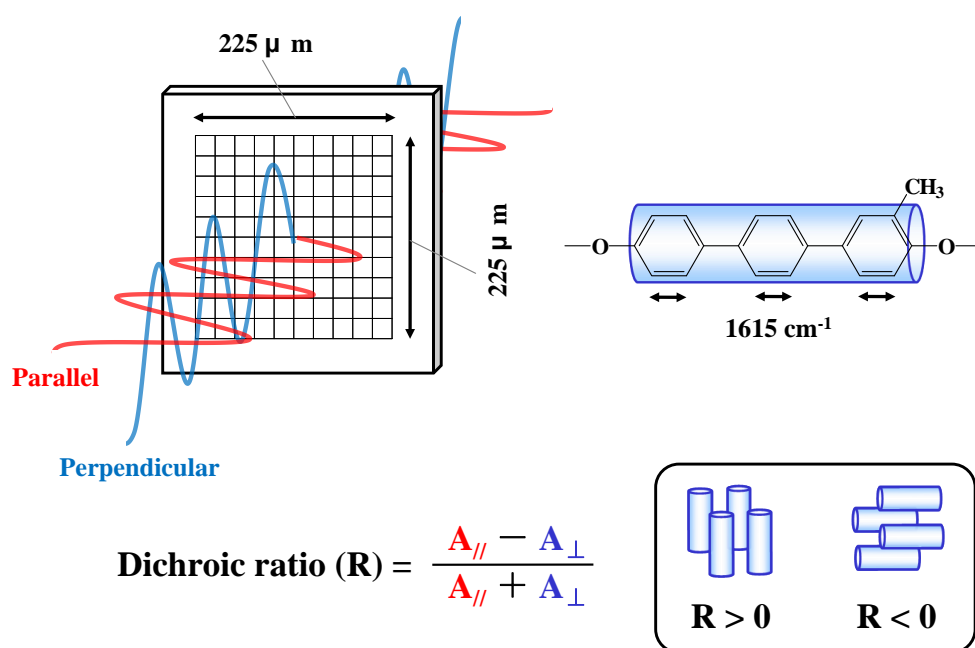 225 μ m
225 μ m
Parallel
Perpendicular
CH3
O
O
1615 cm-1
Dichroic ratio (R) = A// − A⊥
A// + A⊥
R > 0
R < 0